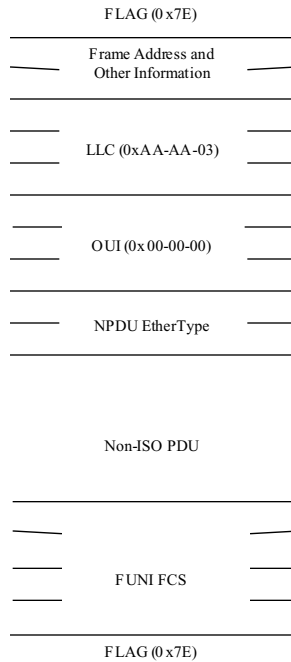 FLAG (0x7E)
Frame Address and
Other Information
LLC (0xAA-AA-03)
OUI (0x00-00-00)
NPDU EtherType
Non-ISO PDU
FUNI FCS
FLAG (0x7E)